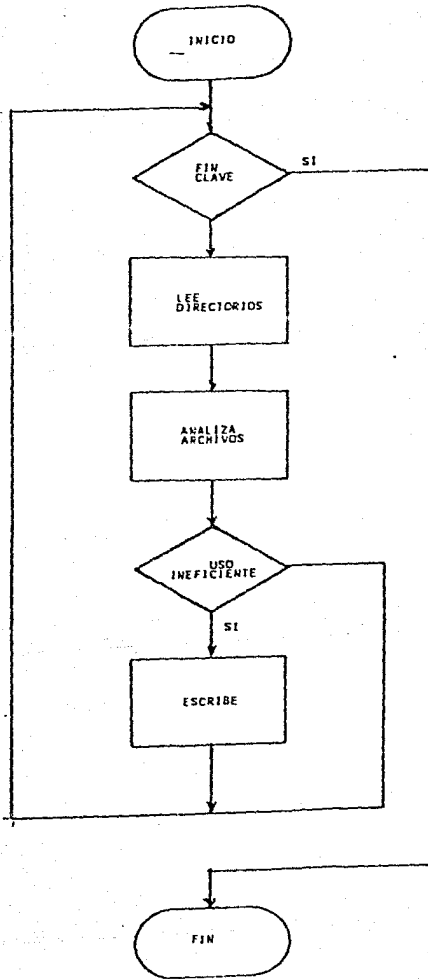 INICIO
FIN
CLAVE
SI
LEE
DIRECTORIOS
ANALIZA
ARCHIVOS
USO
INEFICIENTE
SI
ESCRIBE
FIN